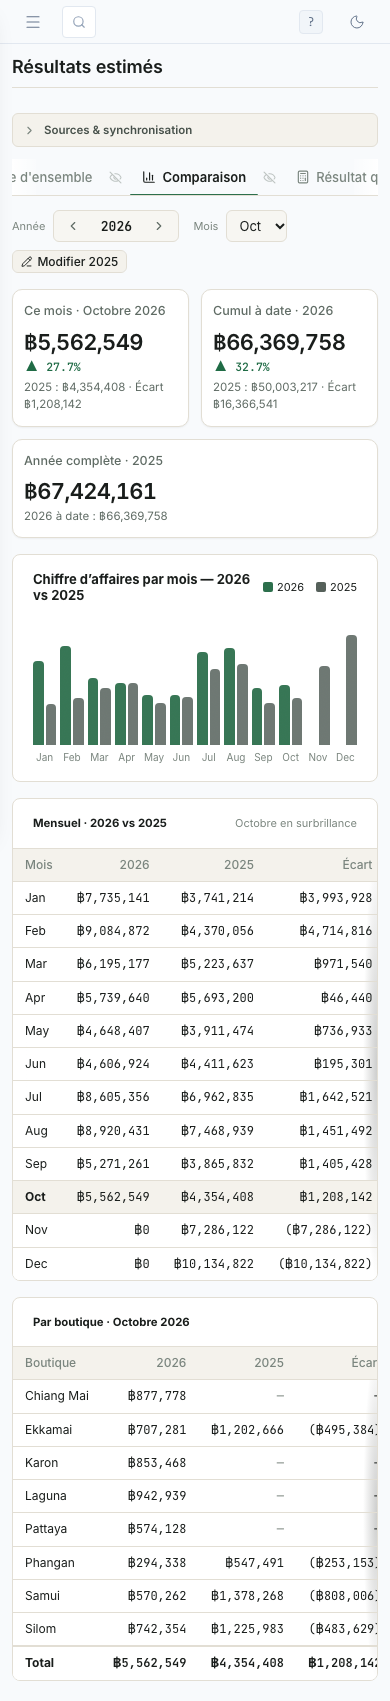 ?
Résultats estimés
Sources & synchronisation
e d'ensemble Comparaison Résultat q
Année 2026 Mois Oct
Modifier 2025
Ce mois · Octobre 2026
฿5,562,549
▲ 27.7%
2025 : ฿4,354,408 · Écart
฿1,208,142
Cumul à date · 2026
฿66,369,758
▲ 32.7%
2025 : ฿50,003,217 · Écart
฿16,366,541
Année complète · 2025
฿67,424,161
2026 à date : ฿66,369,758
Chiffre d'affaires par mois — 2026
vs 2025
2026 2025
Jan Feb Mar Apr May Jun Jul Aug Sep Oct Nov Dec
Mensuel · 2026 vs 2025 Octobre en surbrillance
Mois 2026 2025 Écart
Jan ฿7,735,141 ฿3,741,214 ฿3,993,928
Feb ฿9,084,872 ฿4,370,056 ฿4,714,816
Mar ฿6,195,177 ฿5,223,637 ฿971,540
Apr ฿5,739,640 ฿5,693,200 ฿46,440
May ฿4,648,407 ฿3,911,474 ฿736,933
Jun ฿4,606,924 ฿4,411,623 ฿195,301
Jul ฿8,605,356 ฿6,962,835 ฿1,642,521
Aug ฿8,920,431 ฿7,468,939 ฿1,451,492
Sep ฿5,271,261 ฿3,865,832 ฿1,405,428
Oct ฿5,562,549 ฿4,354,408 ฿1,208,142
Nov ฿0 ฿7,286,122 (฿7,286,122)
Dec ฿0 ฿10,134,822 (฿10,134,822)
Par boutique · Octobre 2026
Boutique 2026 2025 Écar
Chiang Mai ฿877,778 — —
Ekkamai ฿707,281 ฿1,202,666 (฿495,384)
Karon ฿853,468 — —
Laguna ฿942,939 — —
Pattaya ฿574,128 — —
Phangan ฿294,338 ฿547,491 (฿253,153)
Samui ฿570,262 ฿1,378,268 (฿808,006)
Silom ฿742,354 ฿1,225,983 (฿483,629)
Total ฿5,562,549 ฿4,354,408 ฿1,208,142